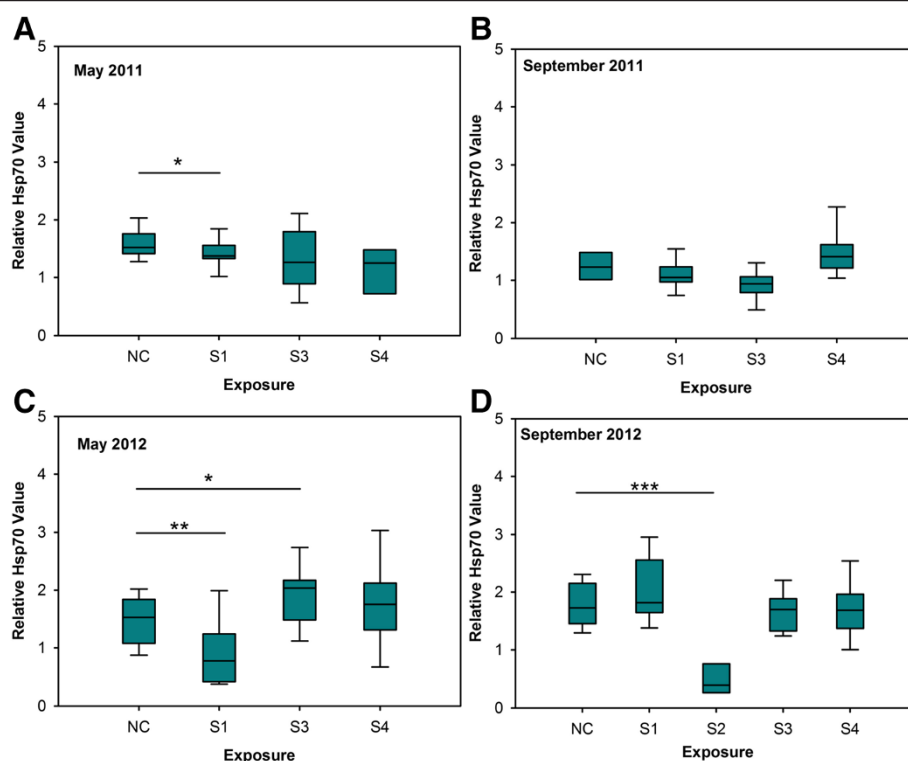 A
May 2011
Relative Hsp70 Value
5
4
3
2
1
0
*
NC S1 S3 S4
Exposure
B
September 2011
Relative Hsp70 Value
5
4
3
2
1
0
NC S1 S3 S4
Exposure
C
May 2012
Relative Hsp70 Value
5
4
3
2
1
0
*
**
NC S1 S3 S4
Exposure
D
September 2012
Relative Hsp70 Value
5
4
3
2
1
0
***
NC S1 S2 S3 S4
Exposure